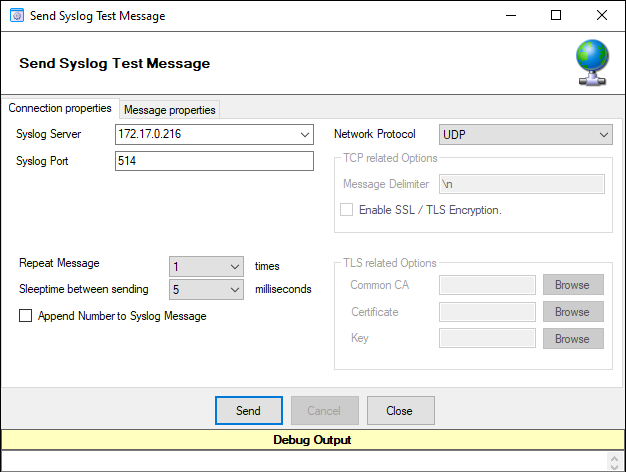 Send Syslog Test Message
Send Syslog Test Message
Connection properties
Message properties
Syslog Server
172.17.0.216
Network Protocol
UDP
Syslog Port
514
TCP related Options
Message Delimiter
\n
Enable SSL / TLS Encryption.
Repeat Message
1
times
Sleeptime between sending
5
milliseconds
Append Number to Syslog Message
TLS related Options
Common CA
Browse
Certificate
Browse
Key
Browse
Send
Cancel
Close
Debug Output